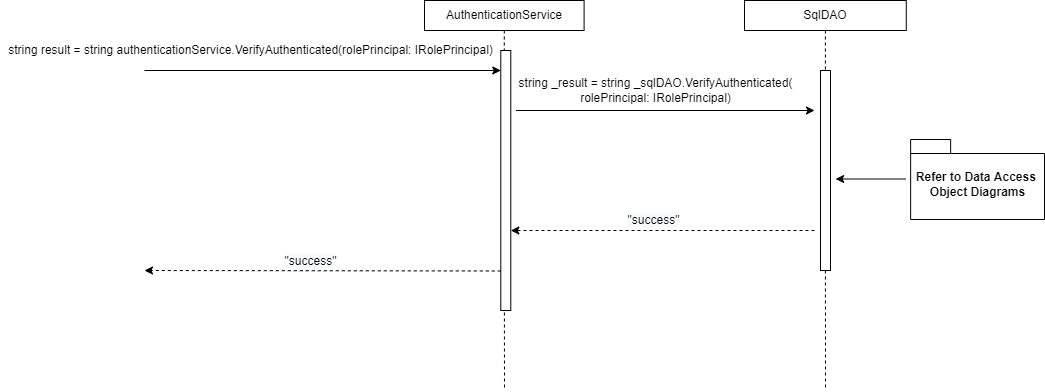 AuthenticationService
SqlDAO
string result = string authenticationService.VerifyAuthenticated(rolePrincipal: IRolePrincipal)
string _result = string _sqlDAO.VerifyAuthenticated(
rolePrincipal: IRolePrincipal)
Refer to Data Access
Object Diagrams
"success"
"success"